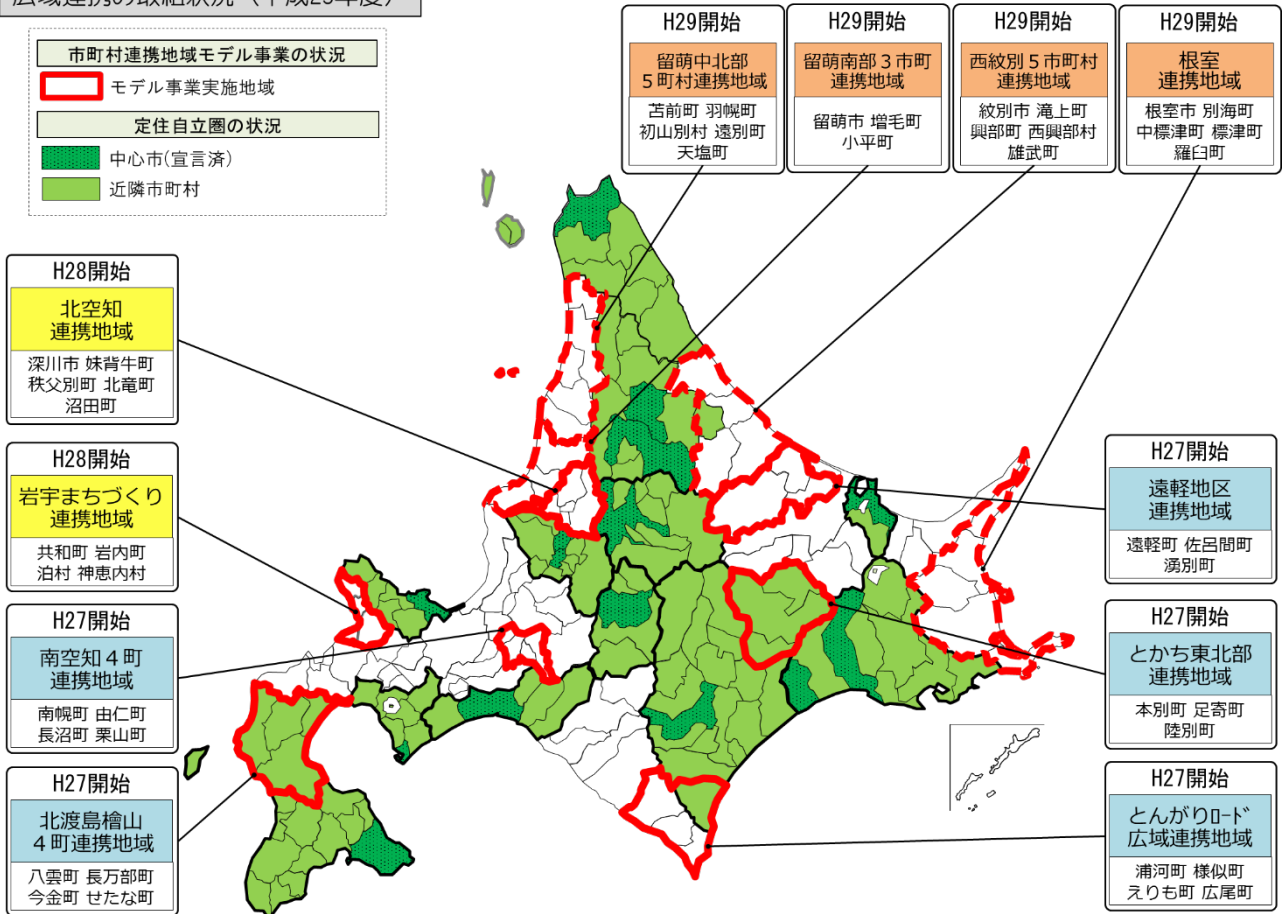 広域連携の取組状況（平成29年度）
市町村連携地域モデル事業の状況
モデル事業実施地域
定住自立圏の状況
中心市(宣言済)
近隣市町村
H29開始
留萌中北部
５町村連携地域
苫前町 羽幌町
初山別村 遠別町
天塩町
H29開始
留萌南部３市町
連携地域
留萌市 増毛町
小平町
H29開始
西紋別５市町村
連携地域
紋別市 滝上町
興部町 西興部村
雄武町
H29開始
根室
連携地域
根室市 別海町
中標津町 標津町
羅臼町
H28開始
北空知
連携地域
深川市 妹背牛町
秩父別町 北竜町
沼田町
H28開始
岩宇まちづくり
連携地域
共和町 岩内町
泊村 神恵内村
H27開始
南空知４町
連携地域
南幌町 由仁町
長沼町 栗山町
H27開始
北渡島檜山
４町連携地域
八雲町 長万部町
今金町 せたな町
H27開始
遠軽地区
連携地域
遠軽町 佐呂間町
湧別町
H27開始
とかち東北部
連携地域
本別町 足寄町
陸別町
H27開始
とんがりﾛｰﾄﾞ
広域連携地域
浦河町 様似町
えりも町 広尾町